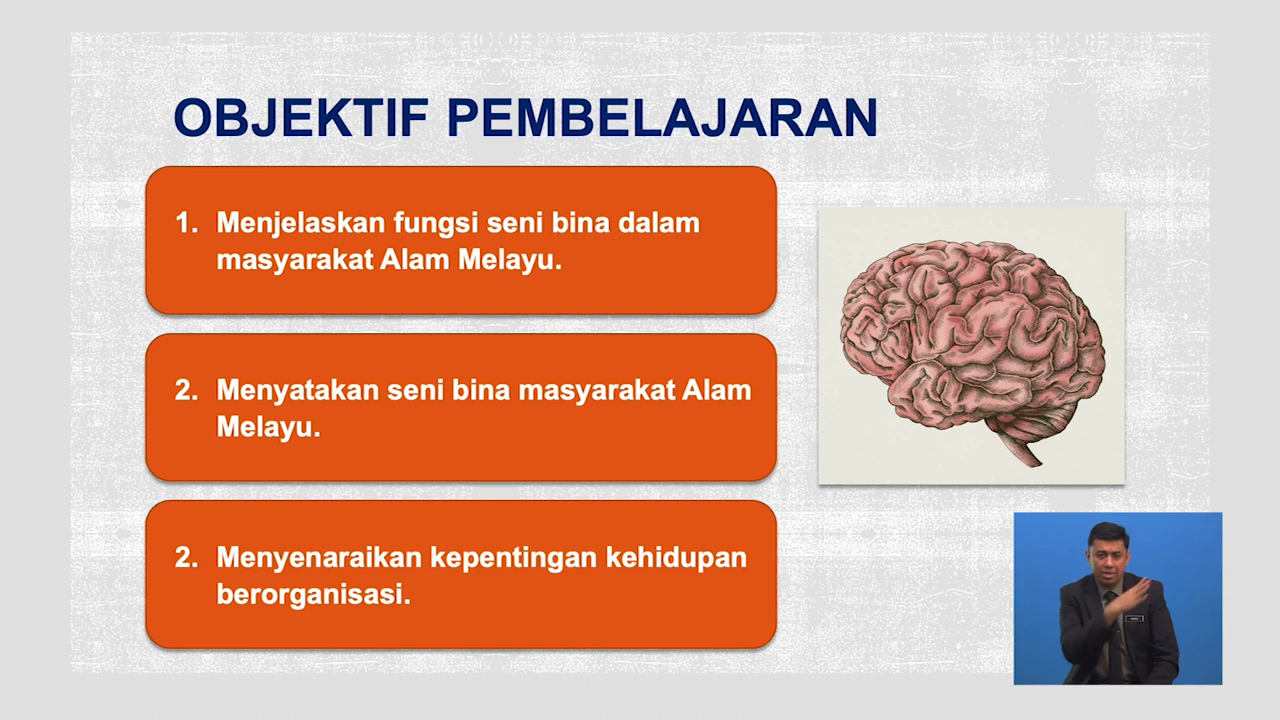 OBJEKTIF PEMBELAJARAN
1. Menjelaskan fungsi seni bina dalam
masyarakat Alam Melayu.
2. Menyatakan seni bina masyarakat Alam
Melayu.
2. Menyenaraikan kepentingan kehidupan
berorganisasi.